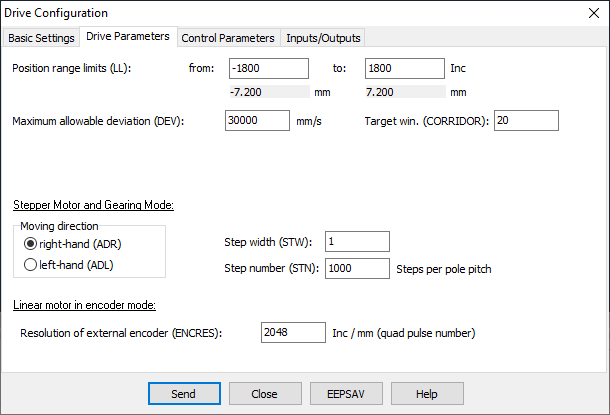 Drive Configuration
Basic Settings Drive Parameters Control Parameters Inputs/Outputs
Position range limits (LL): from: -1800 to: 1800 Inc
-7.200 mm 7.200 mm
Maximum allowable deviation (DEV): 30000 mm/s Target win. (CORRIDOR): 20
Stepper Motor and Gearing Mode:
Moving direction
right-hand (ADR) Step width (STW): 1
left-hand (ADL) Step number (STN): 1000 Steps per pole pitch
Linear motor in encoder mode:
Resolution of external encoder (ENCRES): 2048 Inc / mm (quad pulse number)
Send Close EEPSAV Help